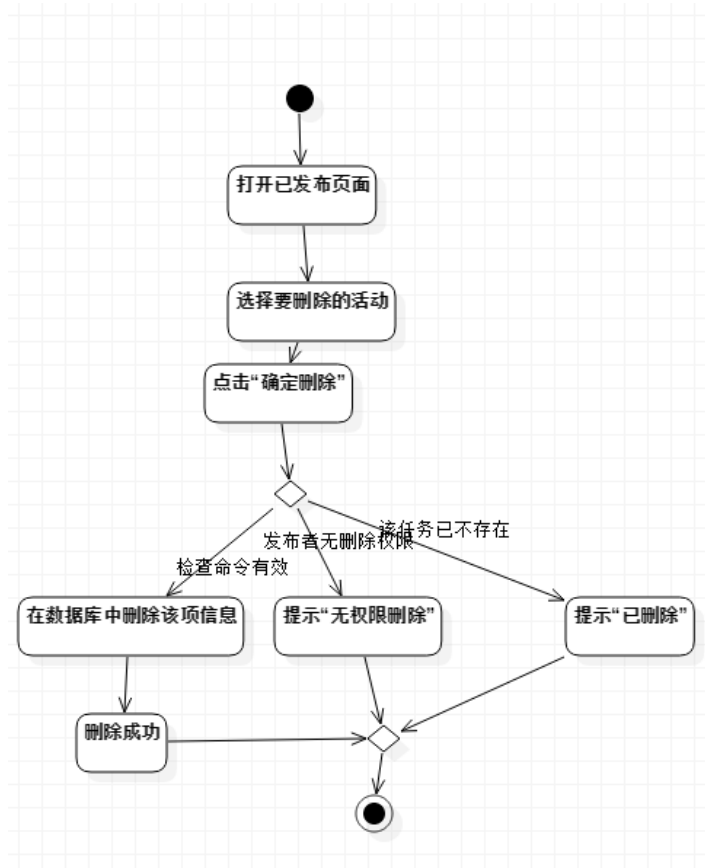 打开已发布页面
选择要删除的活动
点击“确定删除”
该任务已不存在
发布者无删除权限
检查命令有效
在数据库中删除该项信息
提示“无权限删除”
提示“已删除”
删除成功